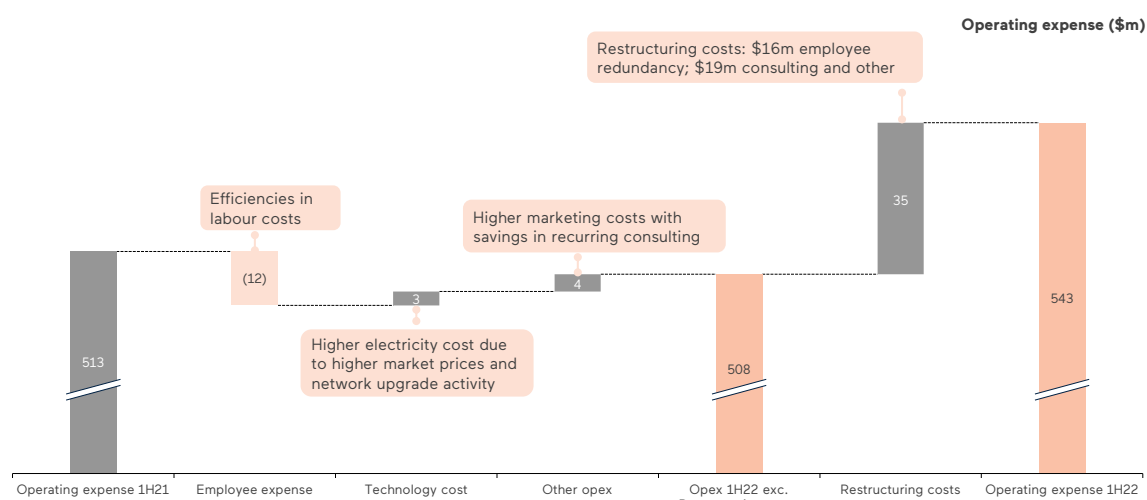 Operating expense ($m)
Restructuring costs: $16m employee
redundancy; $19m consulting and other
35
Efficiencies in
labour costs
Higher marketing costs with
savings in recurring consulting
(12)
4
3
543
Higher electricity cost due
to higher market prices and
network upgrade activity
513
508
Operating expense 1H21
Employee expense
Technology cost
Other opex
Opex 1H22 exc.
Restructuring costs
Operating expense 1H22